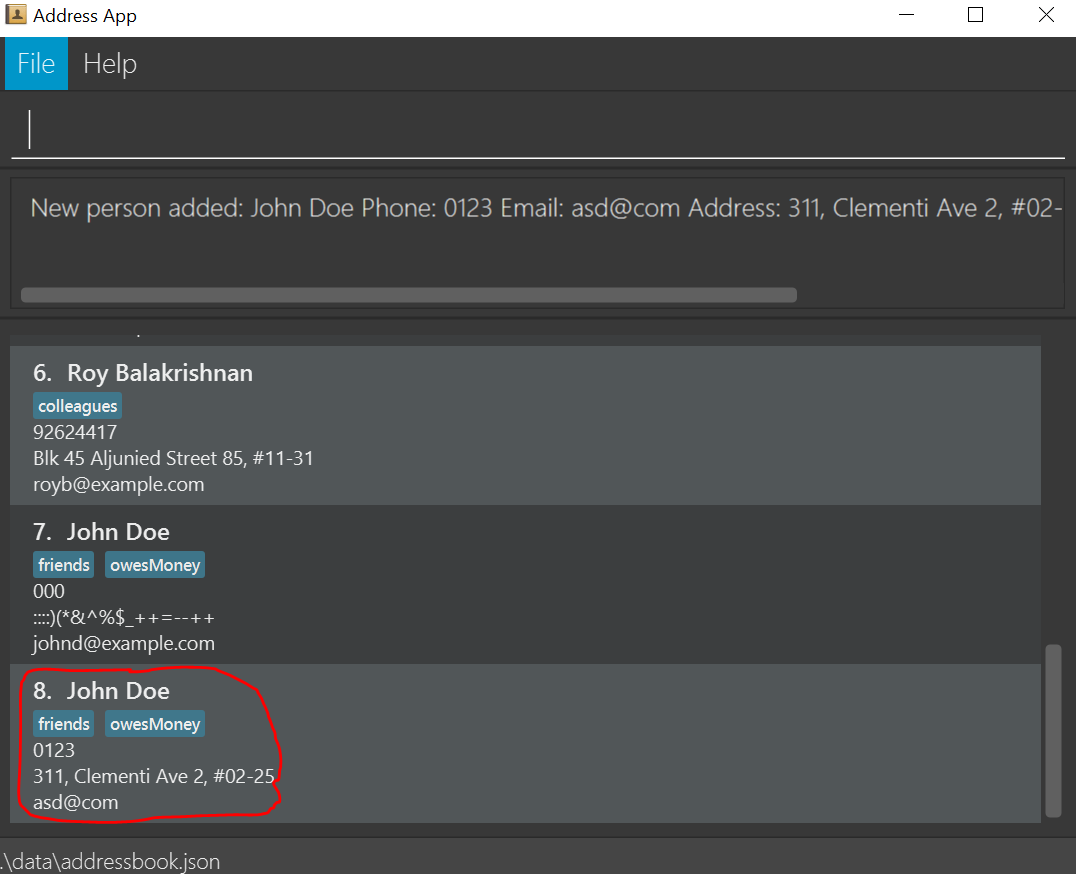 Address App
File Help
New person added: John Doe Phone: 0123 Email: asd@com Address: 311, Clementi Ave 2, #02-
6. Roy Balakrishnan
colleagues
92624417
Blk 45 Aljunied Street 85, #11-31
royb@example.com
7. John Doe
friends owesMoney
000
::::)(*&^%$_++=--++
johnd@example.com
8. John Doe
friends owesMoney
0123
311, Clementi Ave 2, #02-25
asd@com
.\data\addressbook.json